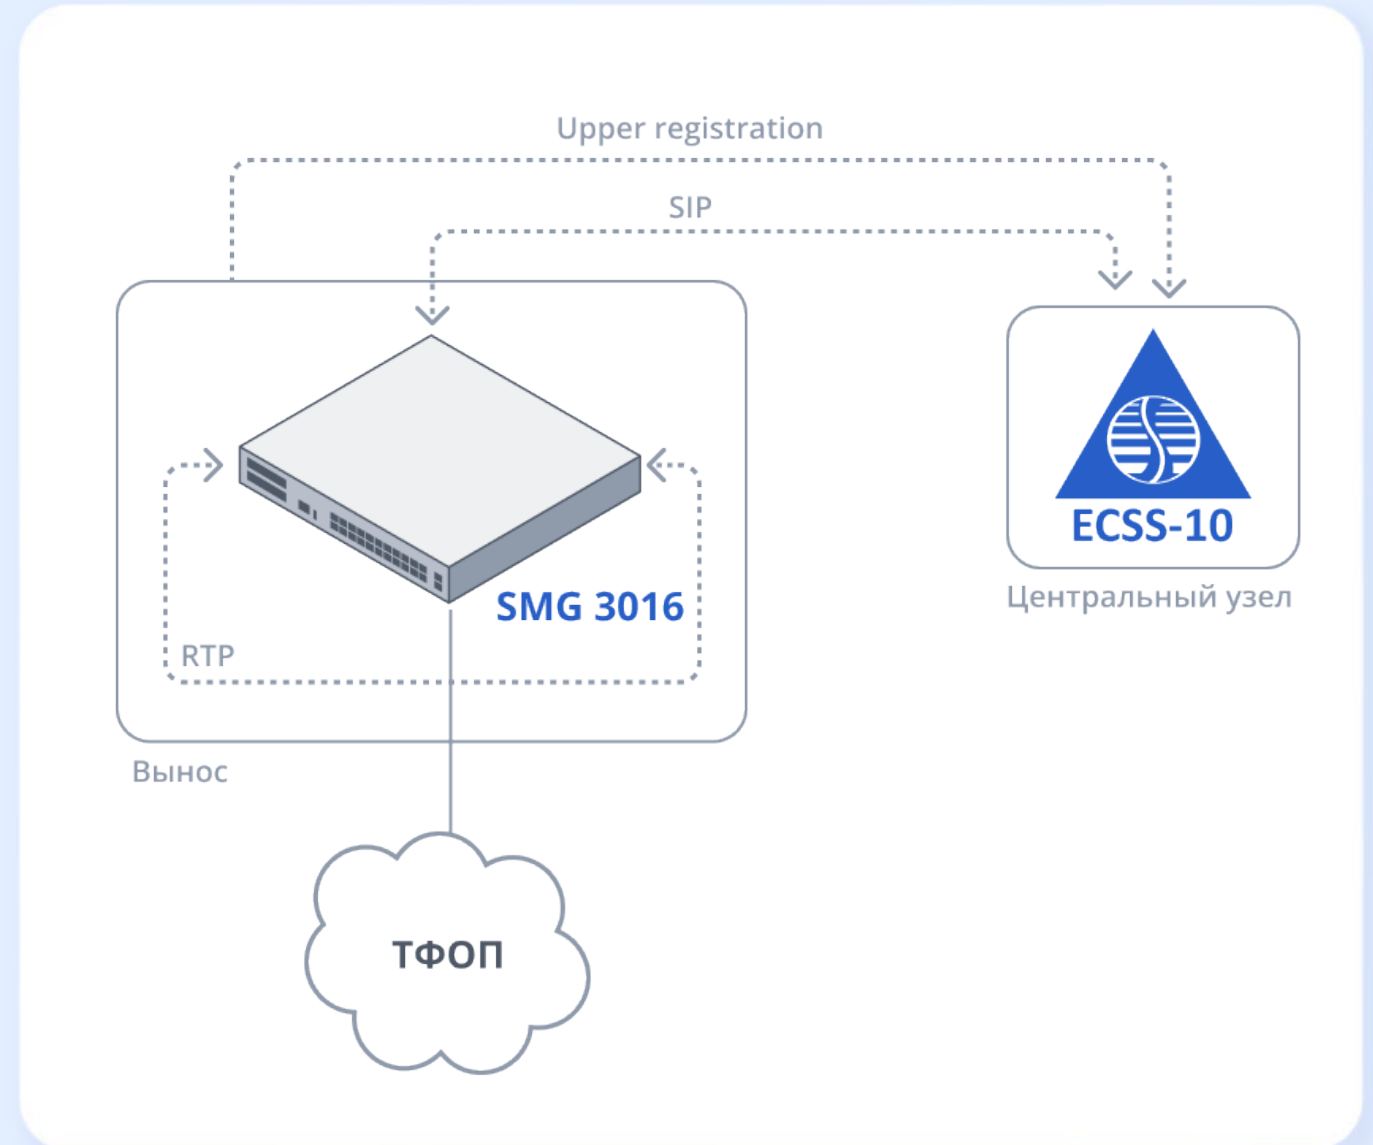 Upper registration
SIP
ECSS-10
Центральный узел
SMG 3016
RTP
Вынос
ТФОП